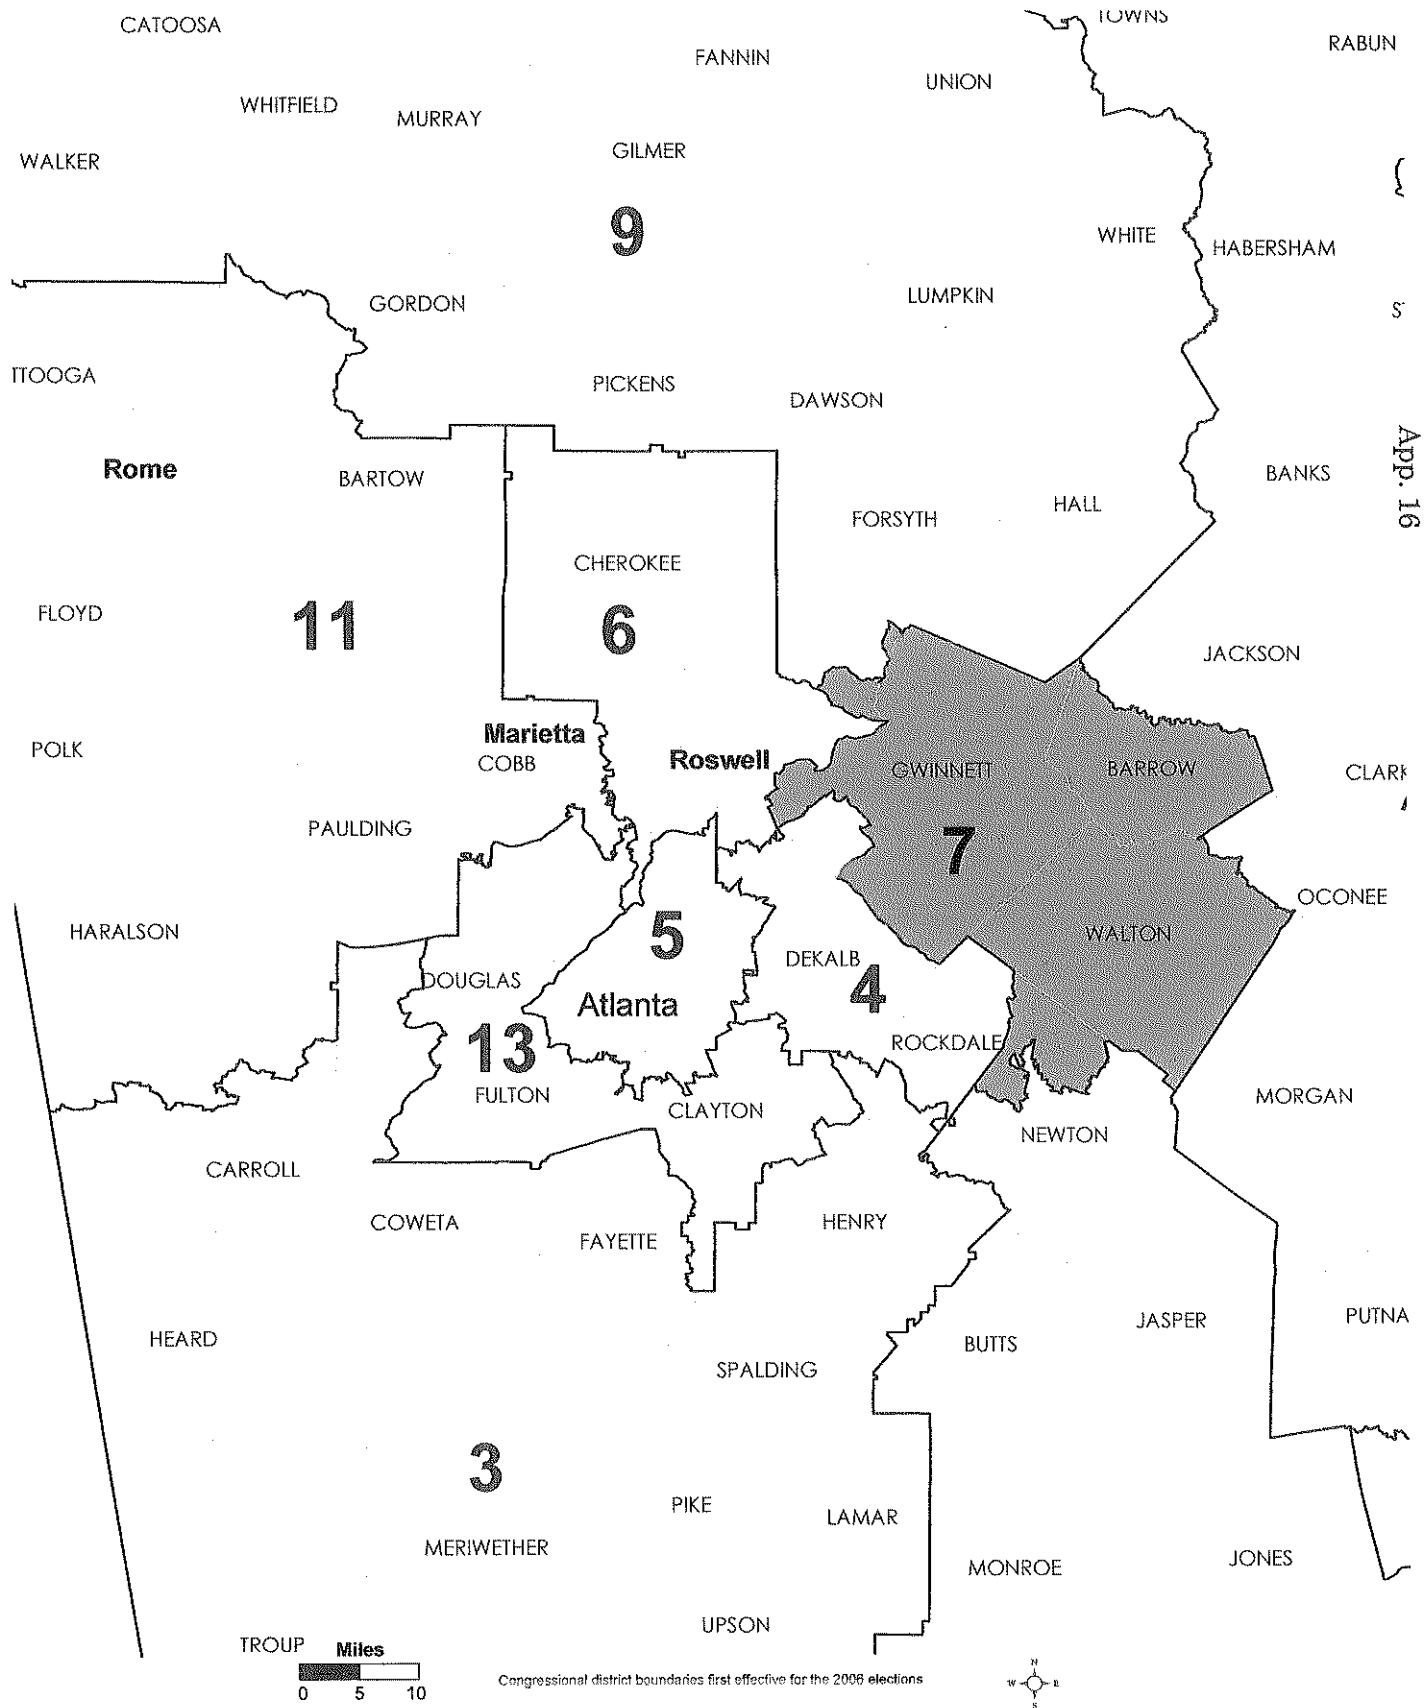 CATOOSA
TOWNS
RABUN
FANNIN
UNION
WHITFIELD
MURRAY
GILMER
WALKER
9
WHITE
HABERSHAM
LUMPKIN
GORDON
S
TTOOGA
PICKENS
DAWSON
Rome
BARTOW
BANKS
App. 16
HALL
FORSYTH
CHEROKEE
FLOYD
11
6
JACKSON
Marietta
POLK
COBB
Roswell
GWINNETT
BARROW
CLARK
PAULDING
7
OCONEE
HARALSON
5
WALTON
DEKALB
DOUGLAS
4
Atlanta
13
ROCKDALE
FULTON
MORGAN
CLAYTON
NEWTON
CARROLL
COWETA
HENRY
FAYETTE
JASPER
PUTNA
HEARD
BUTTS
SPALDING
3
PIKE
LAMAR
MERIWETHER
MONROE
JONES
UPSON
TROUP
Miles
0 5 10
Congressional district boundaries first effective for the 2006 elections
N
W E
S